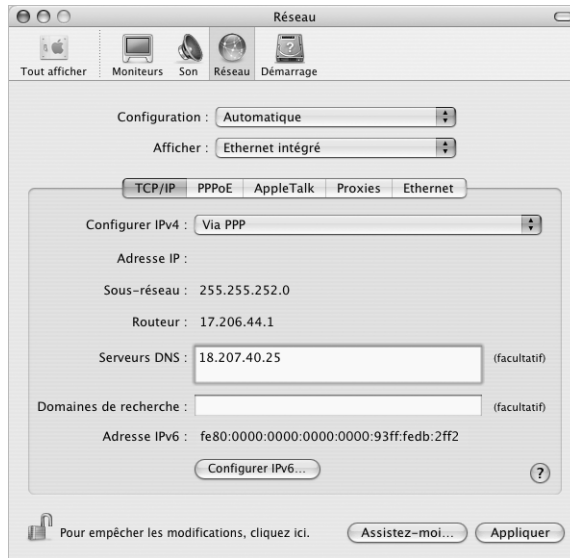 Réseau
Tout afficher Moniteurs Son Réseau Démarrage
Configuration : Automatique
Afficher : Ethernet intégré
TCP/IP PPPoE AppleTalk Proxies Ethernet
Configurer IPv4 : Via PPP
Adresse IP :
Sous-réseau : 255.255.252.0
Routeur : 17.206.44.1
Serveurs DNS : 18.207.40.25 (facultatif)
Domaines de recherche : (facultatif)
Adresse IPv6 : fe80:0000:0000:0000:0000:93ff:fedb:2ff2
Configurer IPv6... ?
Pour empêcher les modifications, cliquez ici. Assistez-moi... Appliquer